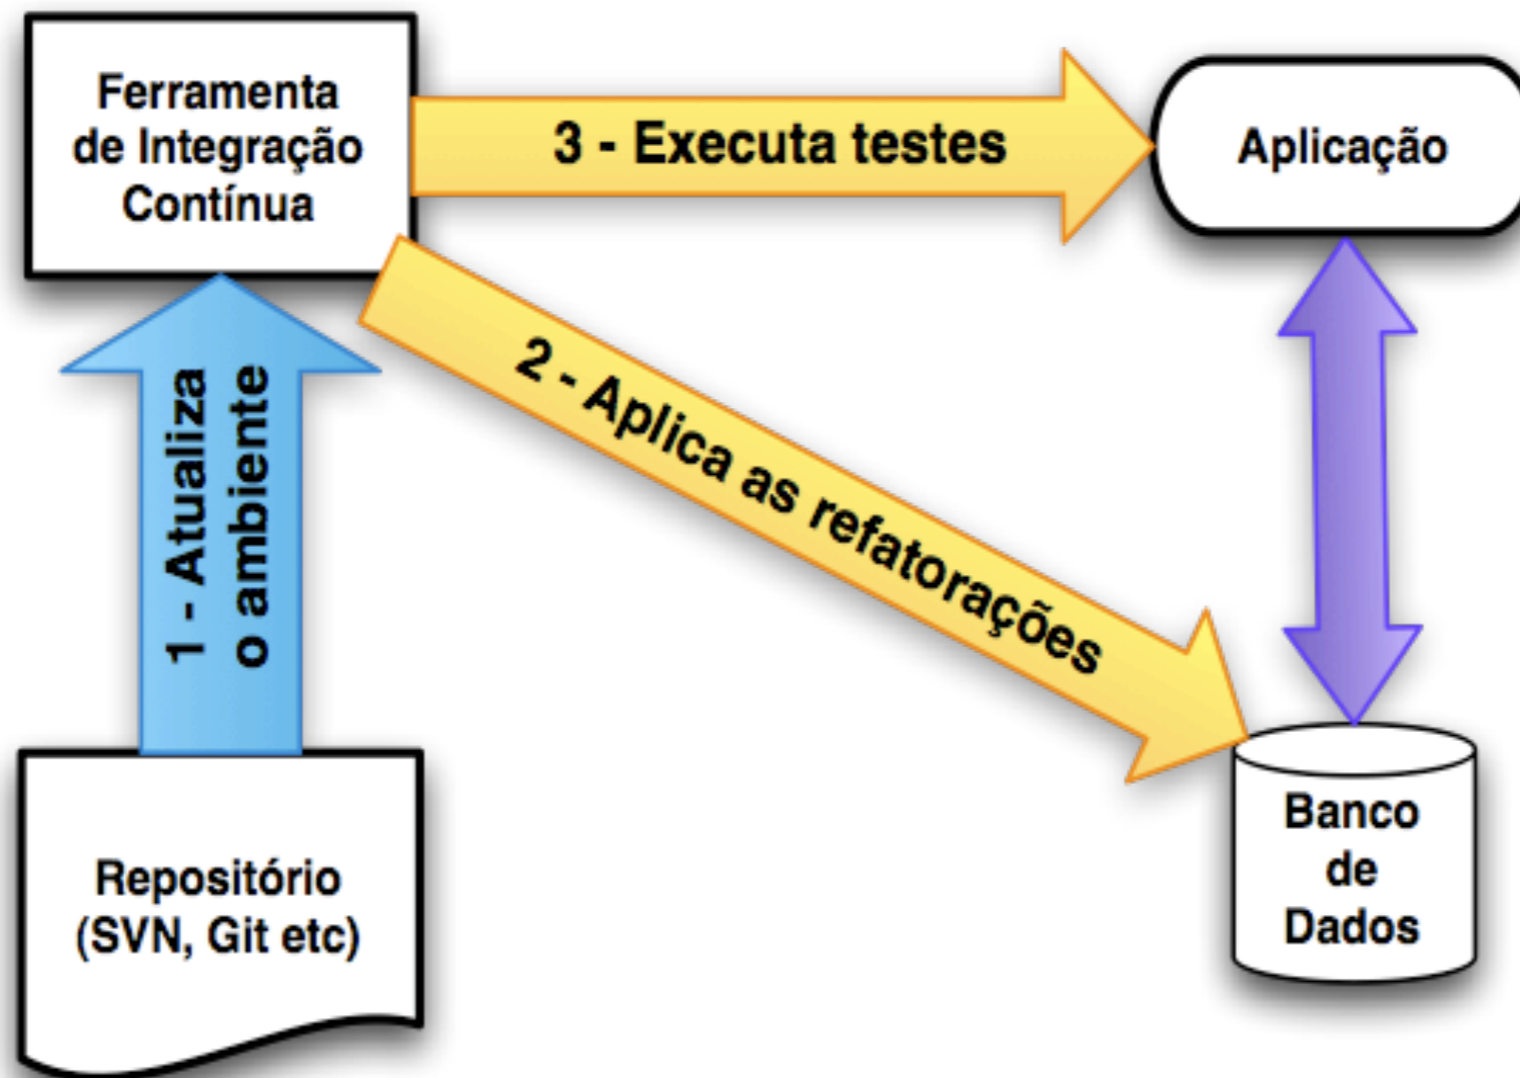 Ferramenta
de Integração
Contínua
3 - Executa testes
Aplicação
2 - Aplica as refatorações
1 - Atualiza
o ambiente
Repositório
(SVN, Git etc)
Banco
de
Dados